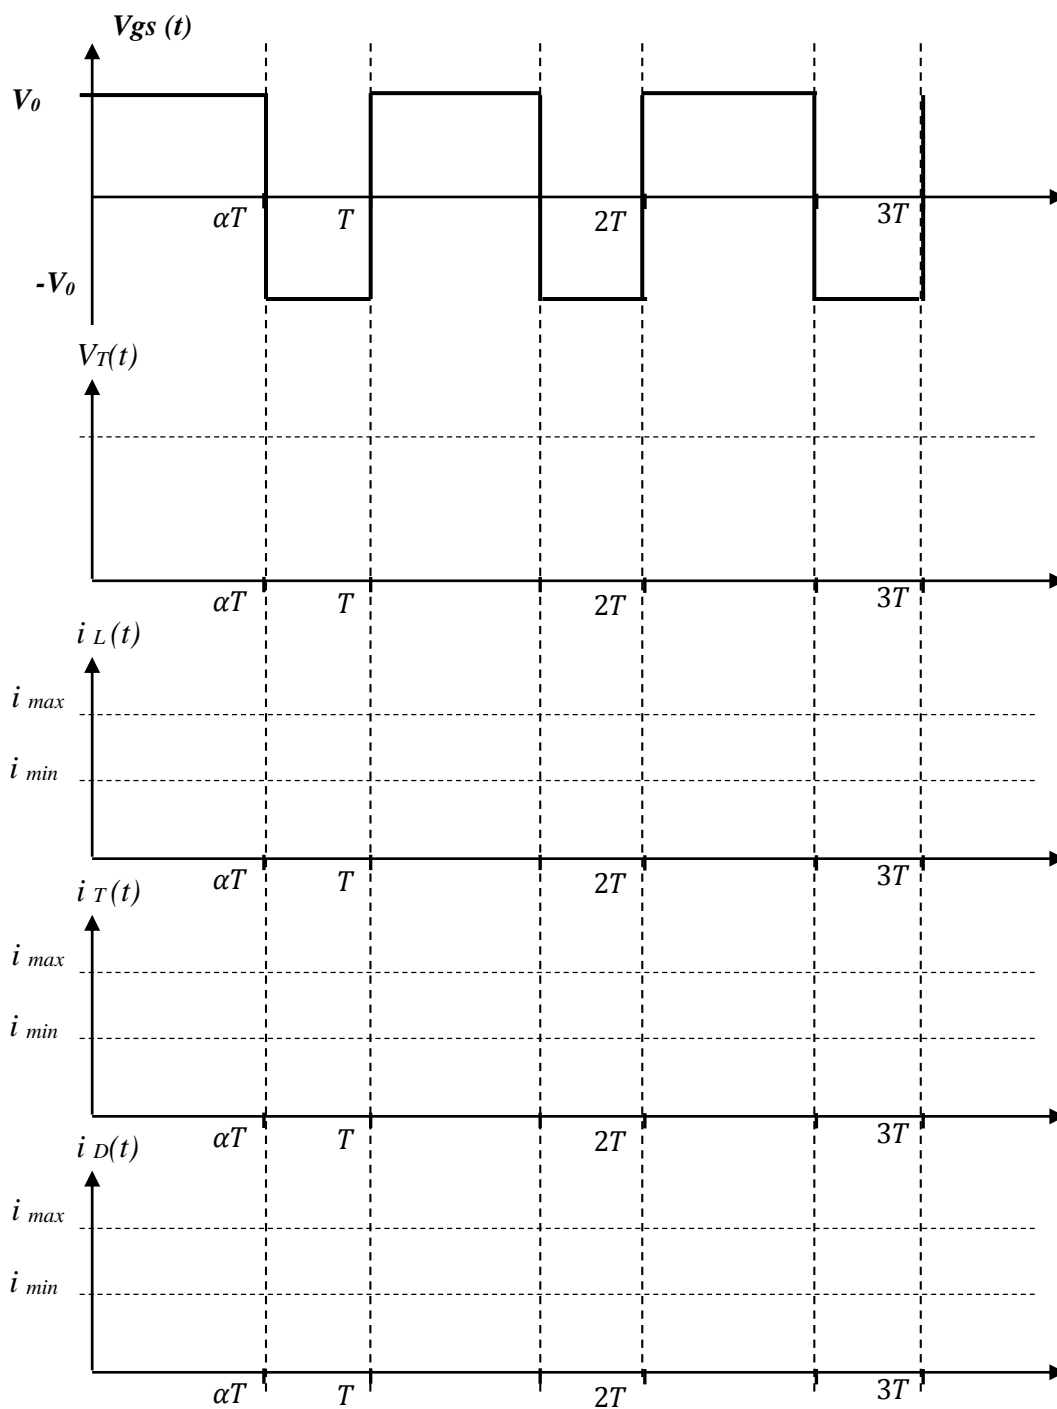 Vgs (t)
V0
αT T 2T 3T
-V0
VT(t)
αT T 2T 3T
i L(t)
i max
i min
αT T 2T 3T
i T(t)
i max
i min
αT T 2T 3T
i D(t)
i max
i min
αT T 2T 3T